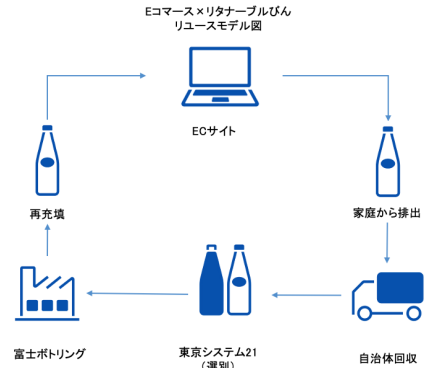 Eコマース×リタナーブルびん
リユースモデル図
ECサイト
再充填
家庭から排出
富士ボトリング
東京システム21
(選別)
自治体回収